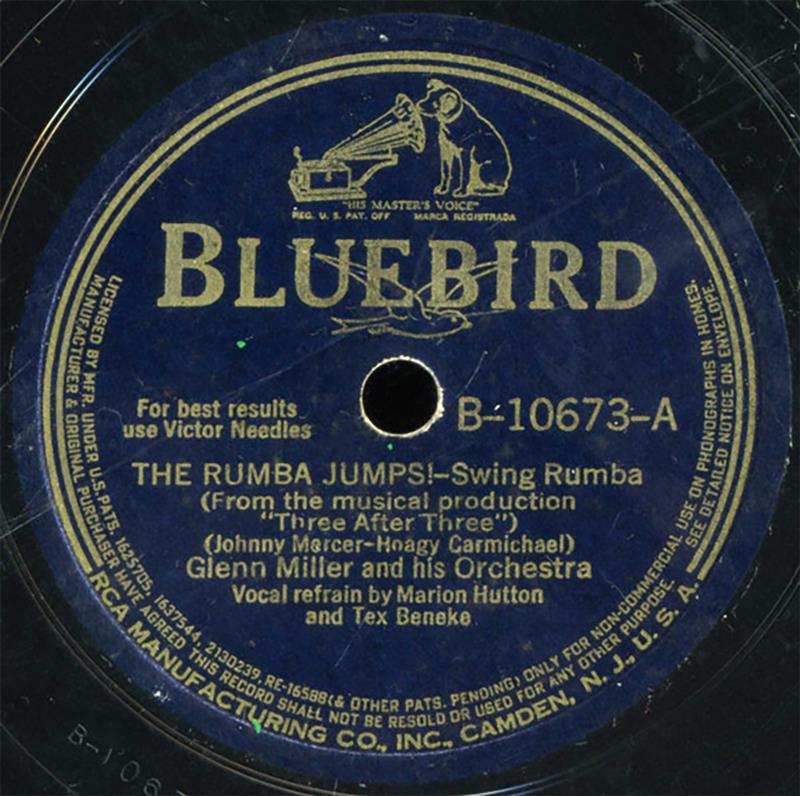 "HIS MASTER'S VOICE"
REG. U. S. PAT. OFF MARCA REGISTRADA
BLUEBIRD
For best results
use Victor Needles
B-10673-A
THE RUMBA JUMPS!-Swing Rumba
(From the musical production
"Three After Three")
(Johnny Mercer-Hoagy Carmichael)
Glenn Miller and his Orchestra
Vocal refrain by Marion Hutton
and Tex Beneke
LICENSED BY MFR. UNDER U.S.PATS. 1625705, 1637544, 2130239, RE-16588 (& OTHER PATS. PENDING) ONLY FOR NON-COMMERCIAL USE ON PHONOGRAPHS IN HOMES.
MANUFACTURER & ORIGINAL PURCHASER HAVE AGREED THIS RECORD SHALL NOT BE RESOLD OR USED FOR ANY OTHER PURPOSE. SEE DETAILED NOTICE ON ENVELOPE.
RCA MANUFACTURING CO., INC., CAMDEN, N. J., U. S. A.
B-106